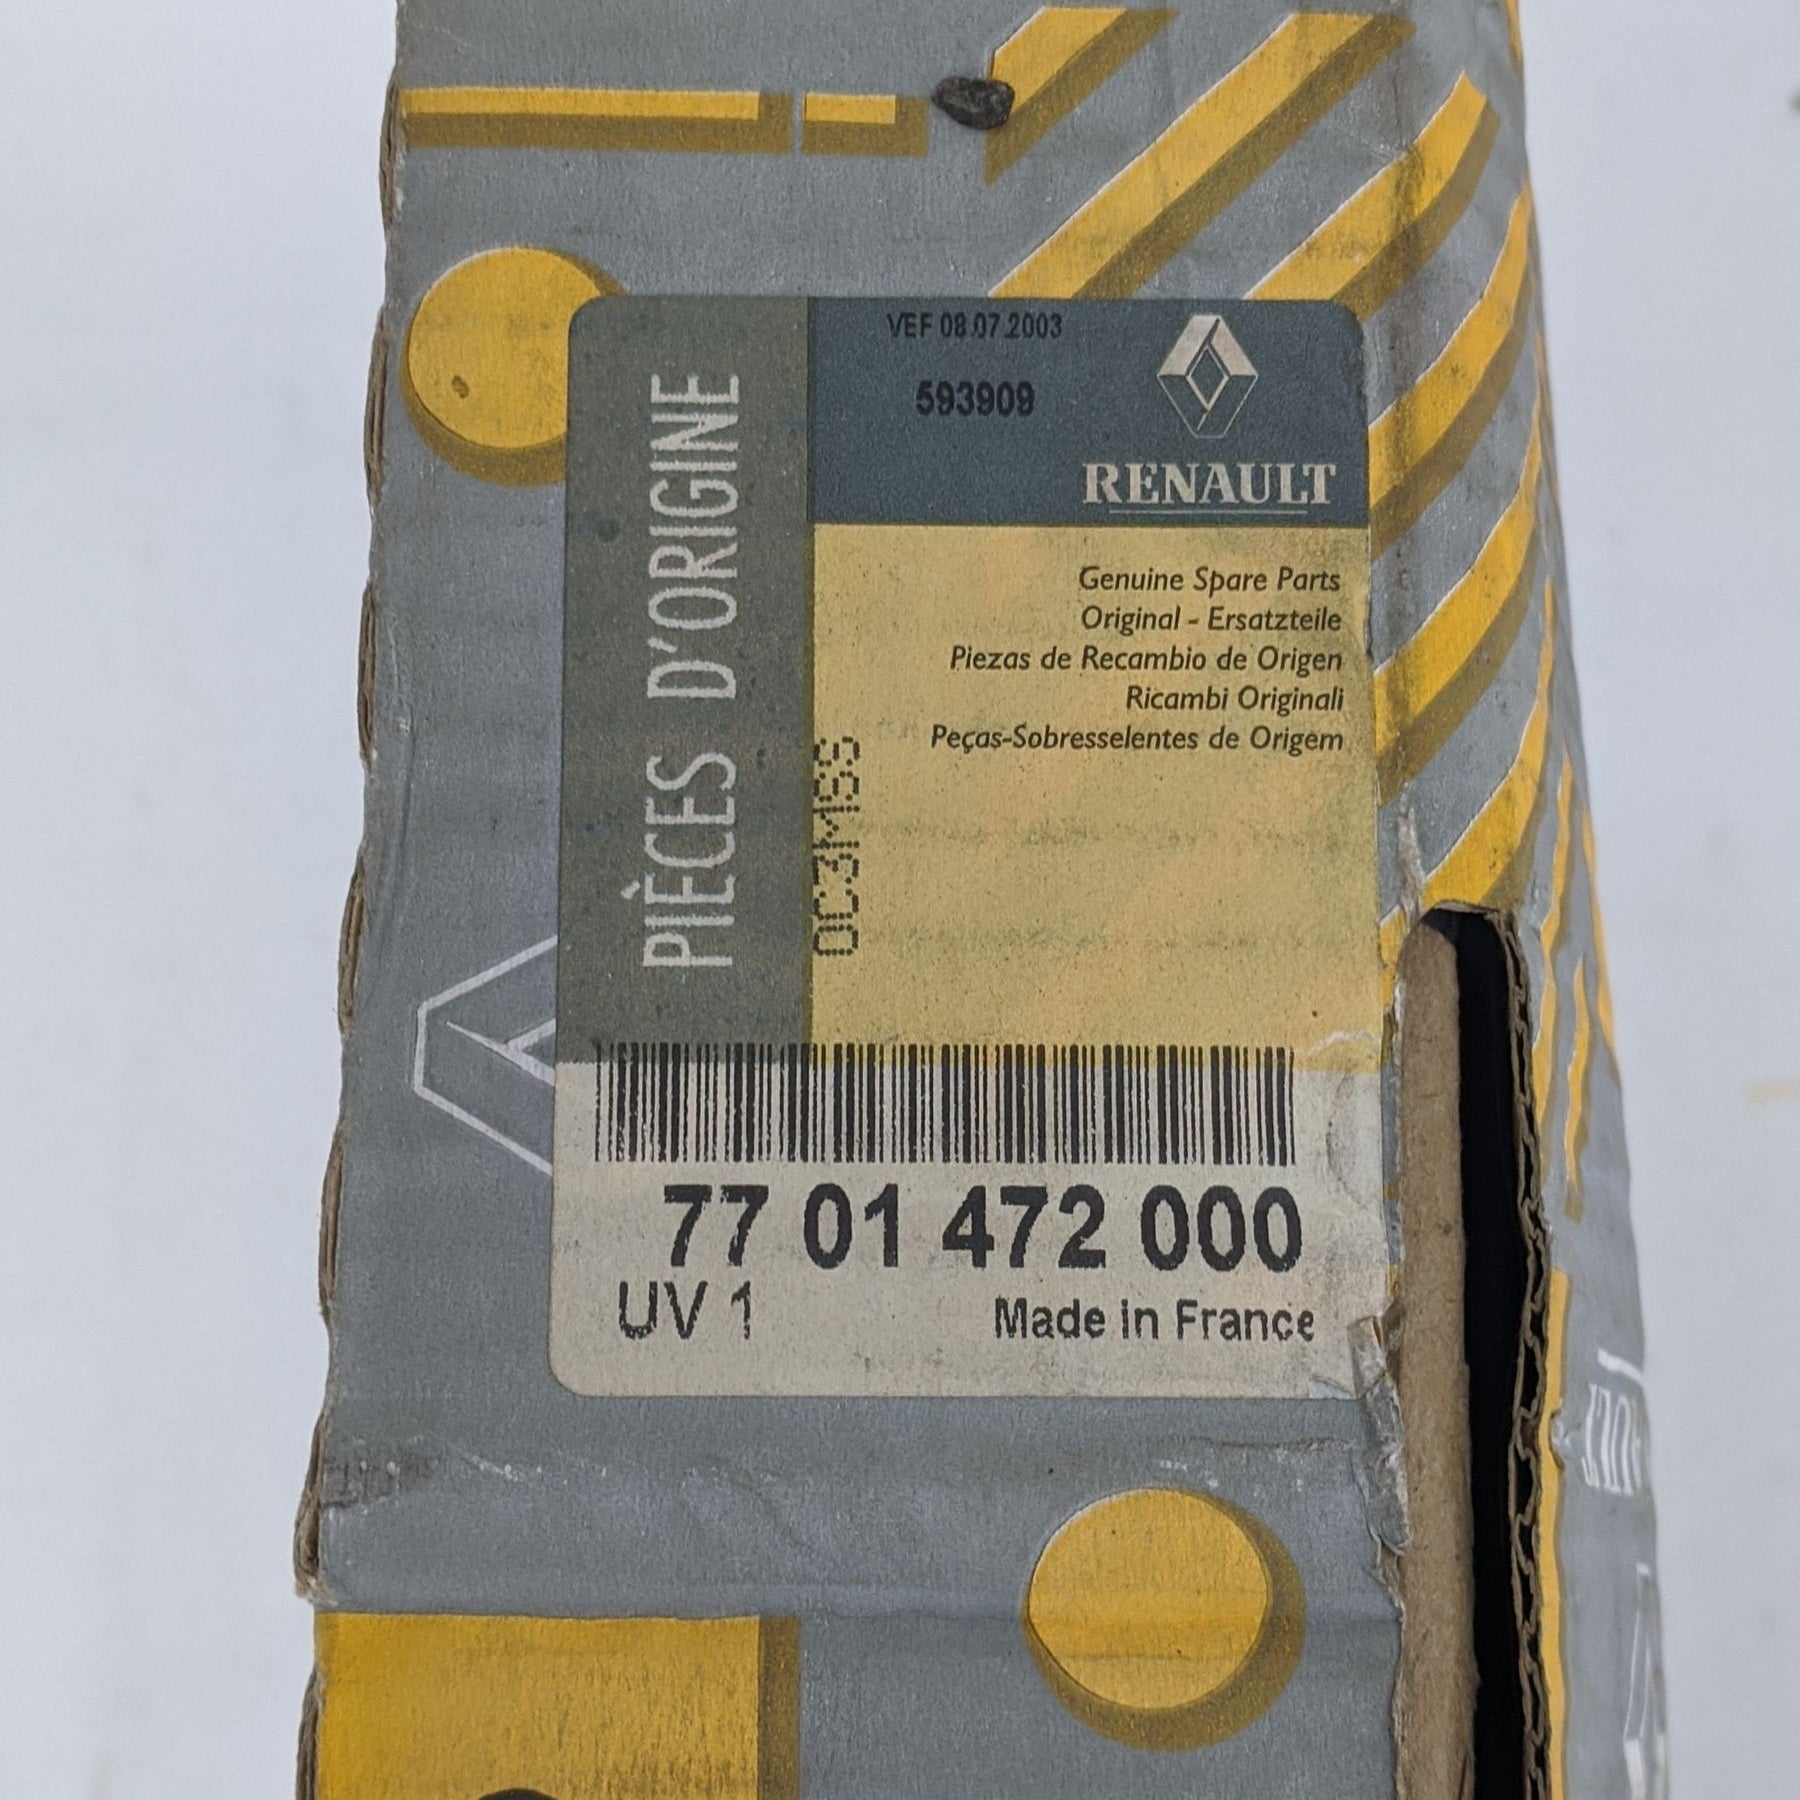 VEF 08.07.2003
593909
RENAULT
PIÈCES D'ORIGINE
Genuine Spare Parts
Original - Ersatzteile
Piezas de Recambio de Origen
Ricambi Originali
Peças-Sobresselentes de Origem
77 01 472 000
UV 1
Made in France